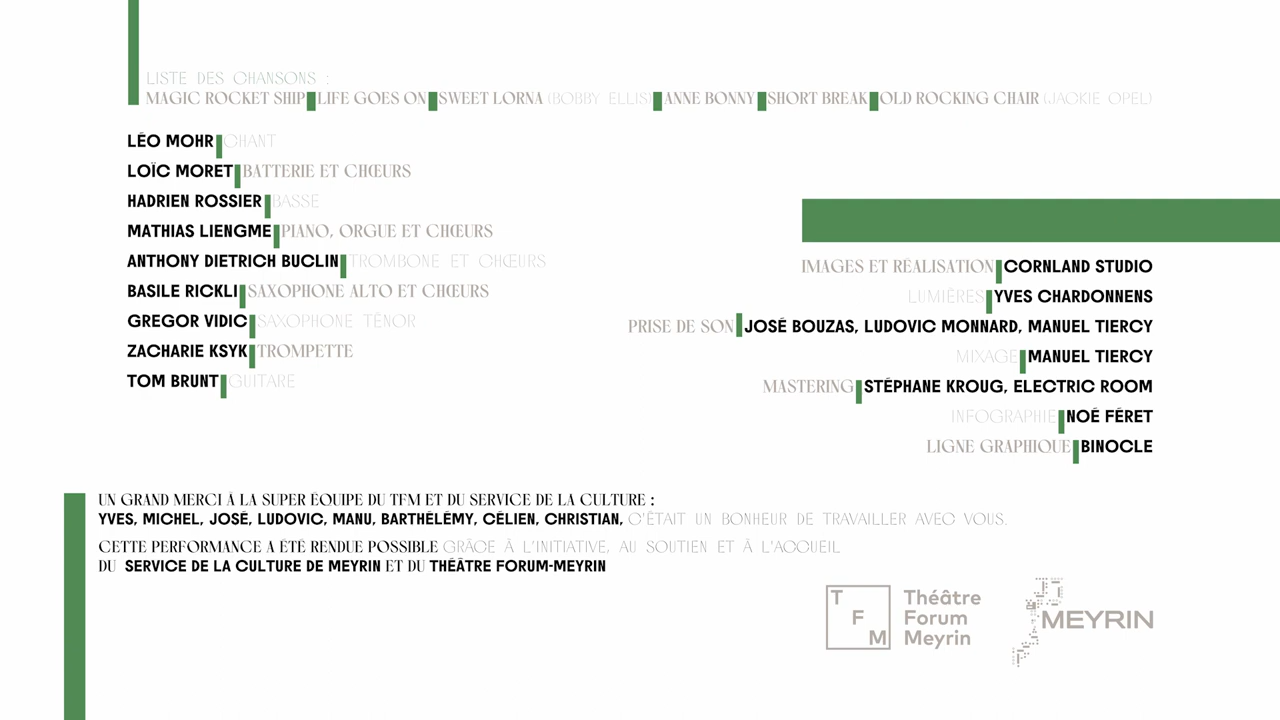 LISTE DES CHANSONS :
MAGIC ROCKET SHIP LIFE GOES ON SWEET LORNA (BOBBY ELLIS) ANNE BONNY SHORT BREAK OLD ROCKING CHAIR (JACKIE OPEL)
LÉO MOHR CHANT
LOÏC MORET BATTERIE ET CHŒURS
HADRIEN ROSSIER BASSE
MATHIAS LIENGME PIANO, ORGUE ET CHŒURS
ANTHONY DIETRICH BUCLIN TROMBONE ET CHŒURS
BASILE RICKLI SAXOPHONE ALTO ET CHŒURS
GREGOR VIDIC SAXOPHONE TÉNOR
ZACHARIE KSYK TROMPETTE
TOM BRUNT GUITARE
IMAGES ET RÉALISATION CORNLAND STUDIO
LUMIÈRES YVES CHARDONNENS
PRISE DE SON JOSÉ BOUZAS, LUDOVIC MONNARD, MANUEL TIERCY
MIXAGE MANUEL TIERCY
MASTERING STÉPHANE KROUG, ELECTRIC ROOM
INFOGRAPHIE NOÉ FÉRET
LIGNE GRAPHIQUE BINOCLE
UN GRAND MERCI À LA SUPER ÉQUIPE DU TFM ET DU SERVICE DE LA CULTURE :
YVES, MICHEL, JOSÉ, LUDOVIC, MANU, BARTHÉLÉMY, CÉLIEN, CHRISTIAN, C'ÉTAIT UN BONHEUR DE TRAVAILLER AVEC VOUS.
CETTE PERFORMANCE A ÉTÉ RENDUE POSSIBLE GRÂCE À L'INITIATIVE, AU SOUTIEN ET À L'ACCUEIL
DU SERVICE DE LA CULTURE DE MEYRIN ET DU THÉÂTRE FORUM-MEYRIN
T F M
Théâtre
Forum
Meyrin
MEYRIN